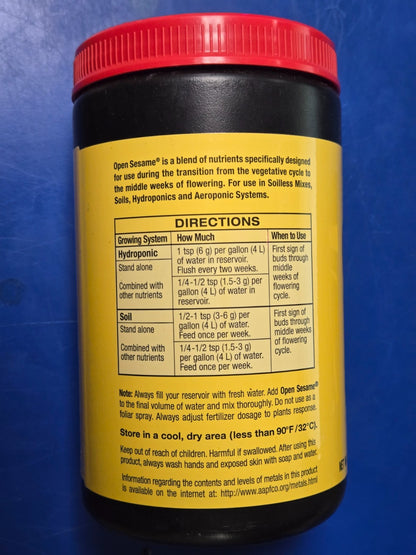 Open Sesame® is a blend of nutrients specifically designed
for use during the transition from the vegetative cycle to
the middle weeks of flowering. For use in Soilless Mixes,
Soils, Hydroponics and Aeroponic Systems.
DIRECTIONS
Growing System How Much When to Use
Hydroponic
Stand alone
1 tsp (6 g) per gallon (4 L)
of water in reservoir.
Flush every two weeks.
First sign of
buds through
middle
weeks of
flowering
cycle.
Combined with
other nutrients
1/4-1/2 tsp (1.5-3 g) per
gallon (4 L) of water in
reservoir.
Soil
Stand alone
1/2-1 tsp (3-6 g) per
gallon (4 L) of water.
Feed once per week.
First sign of
buds through
middle weeks
of flowering
cycle.
Combined with
other nutrients
1/4-1/2 tsp (1.5-3 g)
per gallon (4 L) of water.
Feed once per week.
Note: Always fill your reservoir with fresh water. Add Open Sesame®
to the final volume of water and mix thoroughly. Do not use as a
foliar spray. Always adjust fertilizer dosage to plants response.
Store in a cool, dry area (less than 90°F/32°C).
Keep out of reach of children. Harmful if swallowed. After using this
product, always wash hands and exposed skin with soap and water.
Information regarding the contents and levels of metals in this product
is available on the internet at: http://www.aapfco.org/metals.html